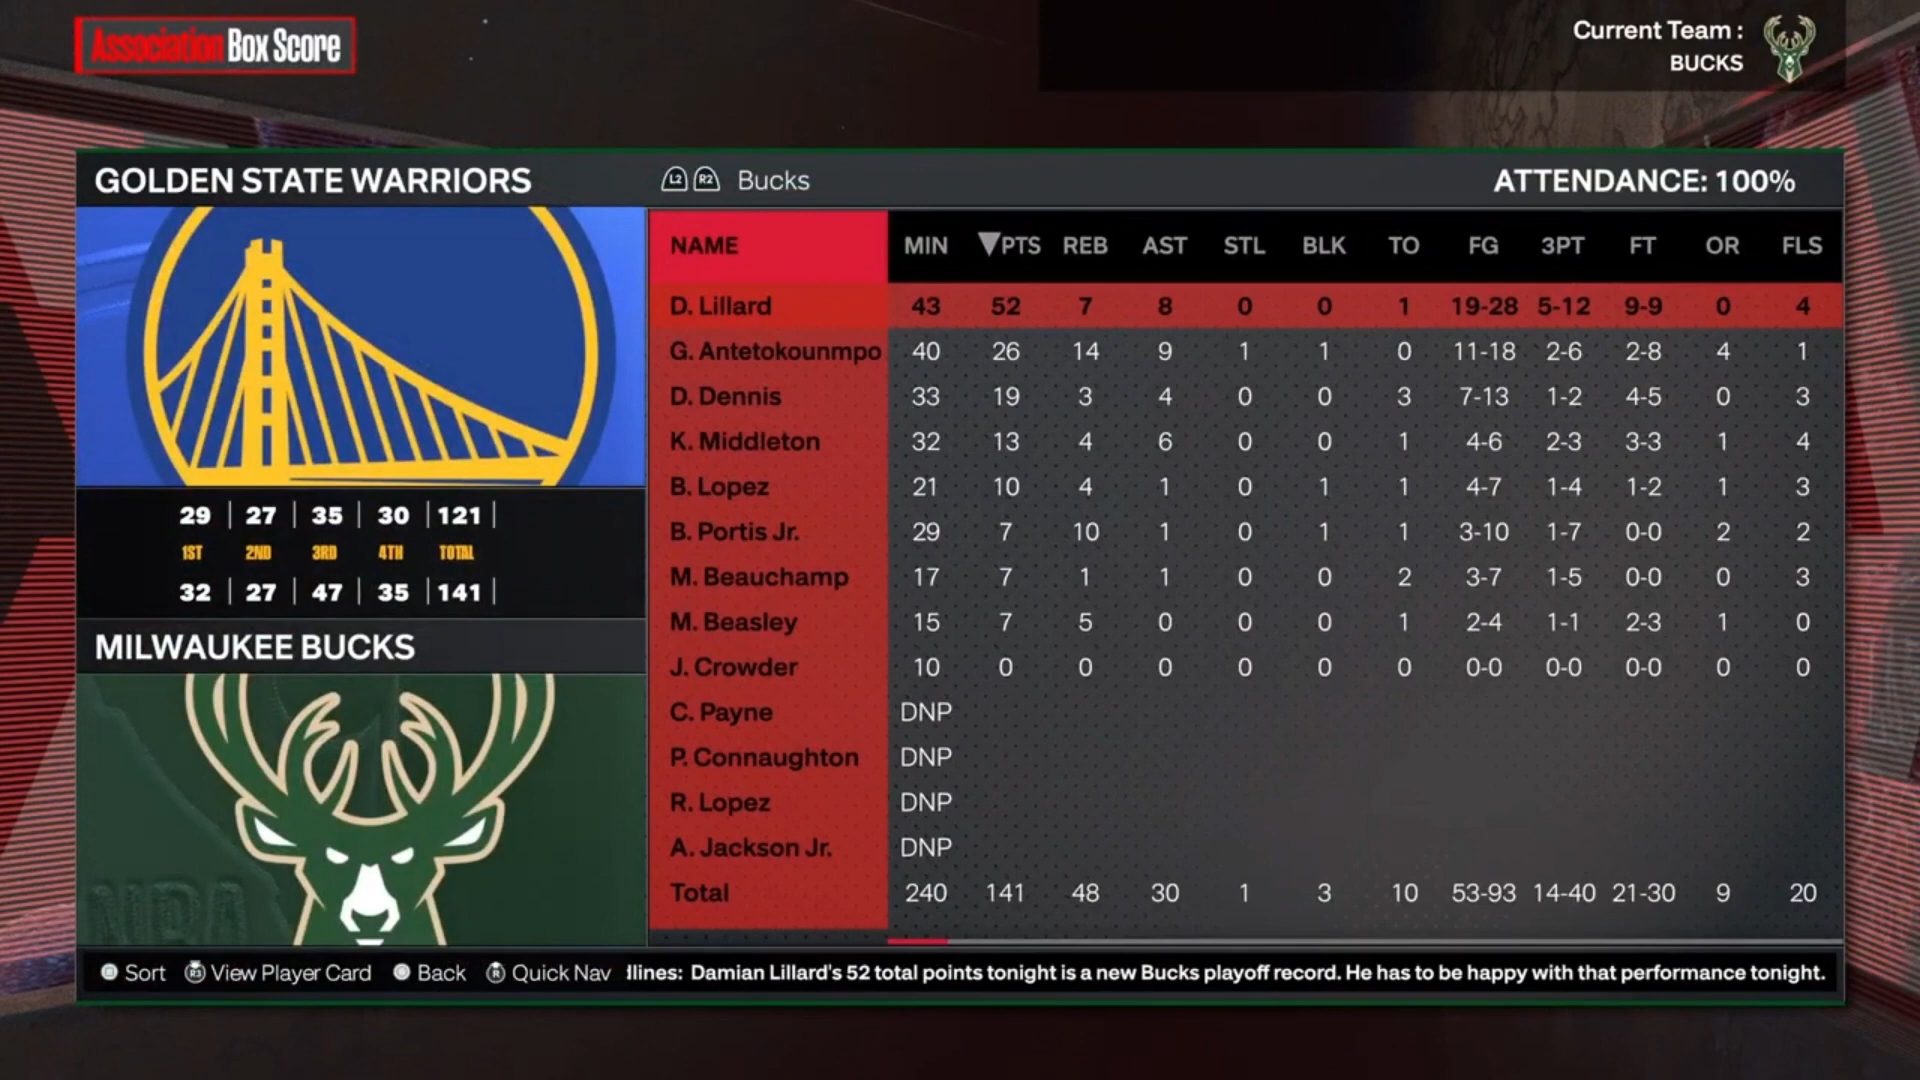 Association Box Score
Current Team :
BUCKS
GOLDEN STATE WARRIORS
L2 R2 Bucks
ATTENDANCE: 100%
NAME MIN ▼PTS REB AST STL BLK TO FG 3PT FT OR FLS
D. Lillard 43 52 7 8 0 0 1 19-28 5-12 9-9 0 4
G. Antetokounmpo 40 26 14 9 1 1 0 11-18 2-6 2-8 4 1
D. Dennis 33 19 3 4 0 0 3 7-13 1-2 4-5 0 3
K. Middleton 32 13 4 6 0 0 1 4-6 2-3 3-3 1 4
B. Lopez 21 10 4 1 0 1 1 4-7 1-4 1-2 1 3
B. Portis Jr. 29 7 10 1 0 1 1 3-10 1-7 0-0 2 2
M. Beauchamp 17 7 1 1 0 0 2 3-7 1-5 0-0 0 3
M. Beasley 15 7 5 0 0 0 1 2-4 1-1 2-3 1 0
J. Crowder 10 0 0 0 0 0 0 0-0 0-0 0-0 0 0
C. Payne DNP
P. Connaughton DNP
R. Lopez DNP
A. Jackson Jr. DNP
Total 240 141 48 30 1 3 10 53-93 14-40 21-30 9 20
29 | 27 | 35 | 30 | 121 |
1ST 2ND 3RD 4TH TOTAL
32 | 27 | 47 | 35 | 141 |
MILWAUKEE BUCKS
NBA
Sort R3 View Player Card Back R Quick Nav llines: Damian Lillard's 52 total points tonight is a new Bucks playoff record. He has to be happy with that performance tonight.